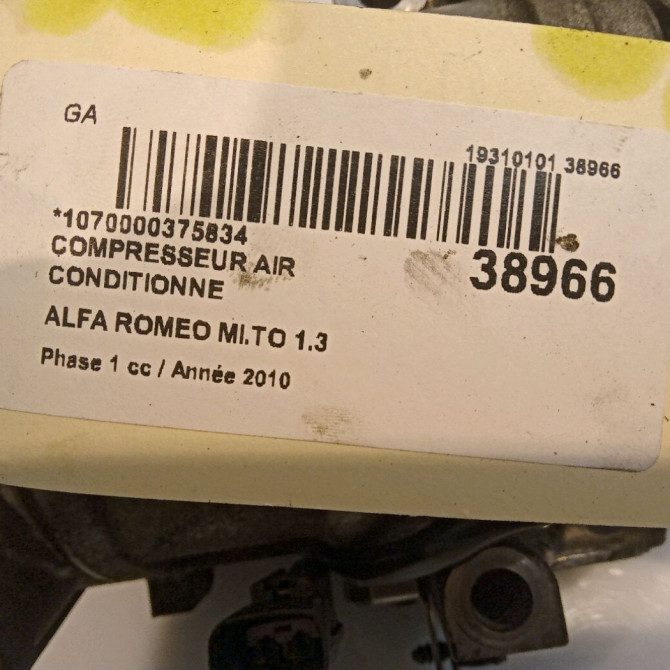 GA
19310101 38966
*1070000375834
38966
COMPRESSEUR AIR
CONDITIONNE
ALFA ROMEO MI.TO 1.3
Phase 1 cc / Année 2010